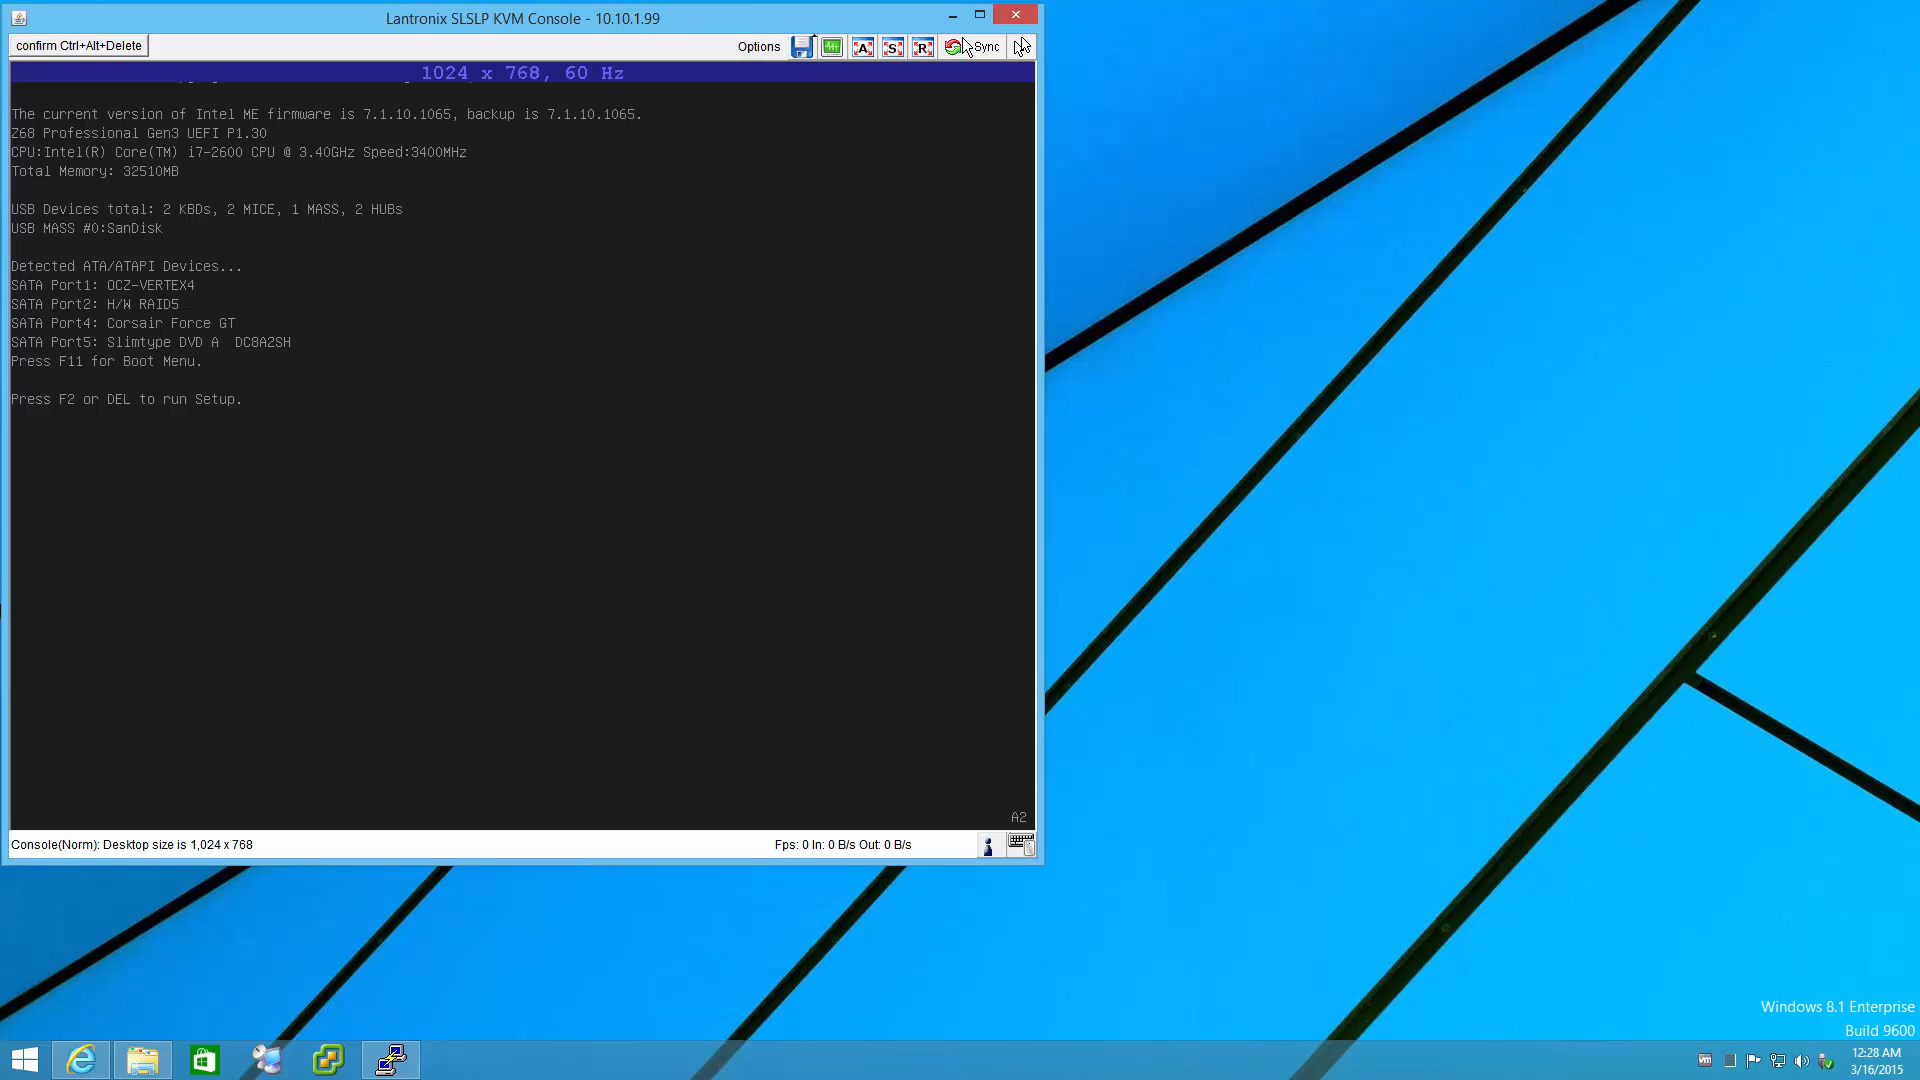 Lantronix SLSLP KVM Console - 10.10.1.99
confirm Ctrl+Alt+Delete
Options
A
S
R
Sync
1024 x 768, 60 Hz
The current version of Intel ME firmware is 7.1.10.1065, backup is 7.1.10.1065.
Z68 Professional Gen3 UEFI P1.30
CPU:Intel(R) Core(TM) i7-2600 CPU @ 3.40GHz Speed:3400MHz
Total Memory: 32510MB
USB Devices total: 2 KBDs, 2 MICE, 1 MASS, 2 HUBs
USB MASS #0:SanDisk
Detected ATA/ATAPI Devices...
SATA Port1: OCZ-VERTEX4
SATA Port2: H/W RAID5
SATA Port4: Corsair Force GT
SATA Port5: Slimtype DVD A  DC8A2SH
Press F11 for Boot Menu.
Press F2 or DEL to run Setup.
A2
Console(Norm): Desktop size is 1,024 x 768
Fps: 0 In: 0 B/s Out: 0 B/s
Windows 8.1 Enterprise
Build 9600
vm
12:28 AM
3/16/2015